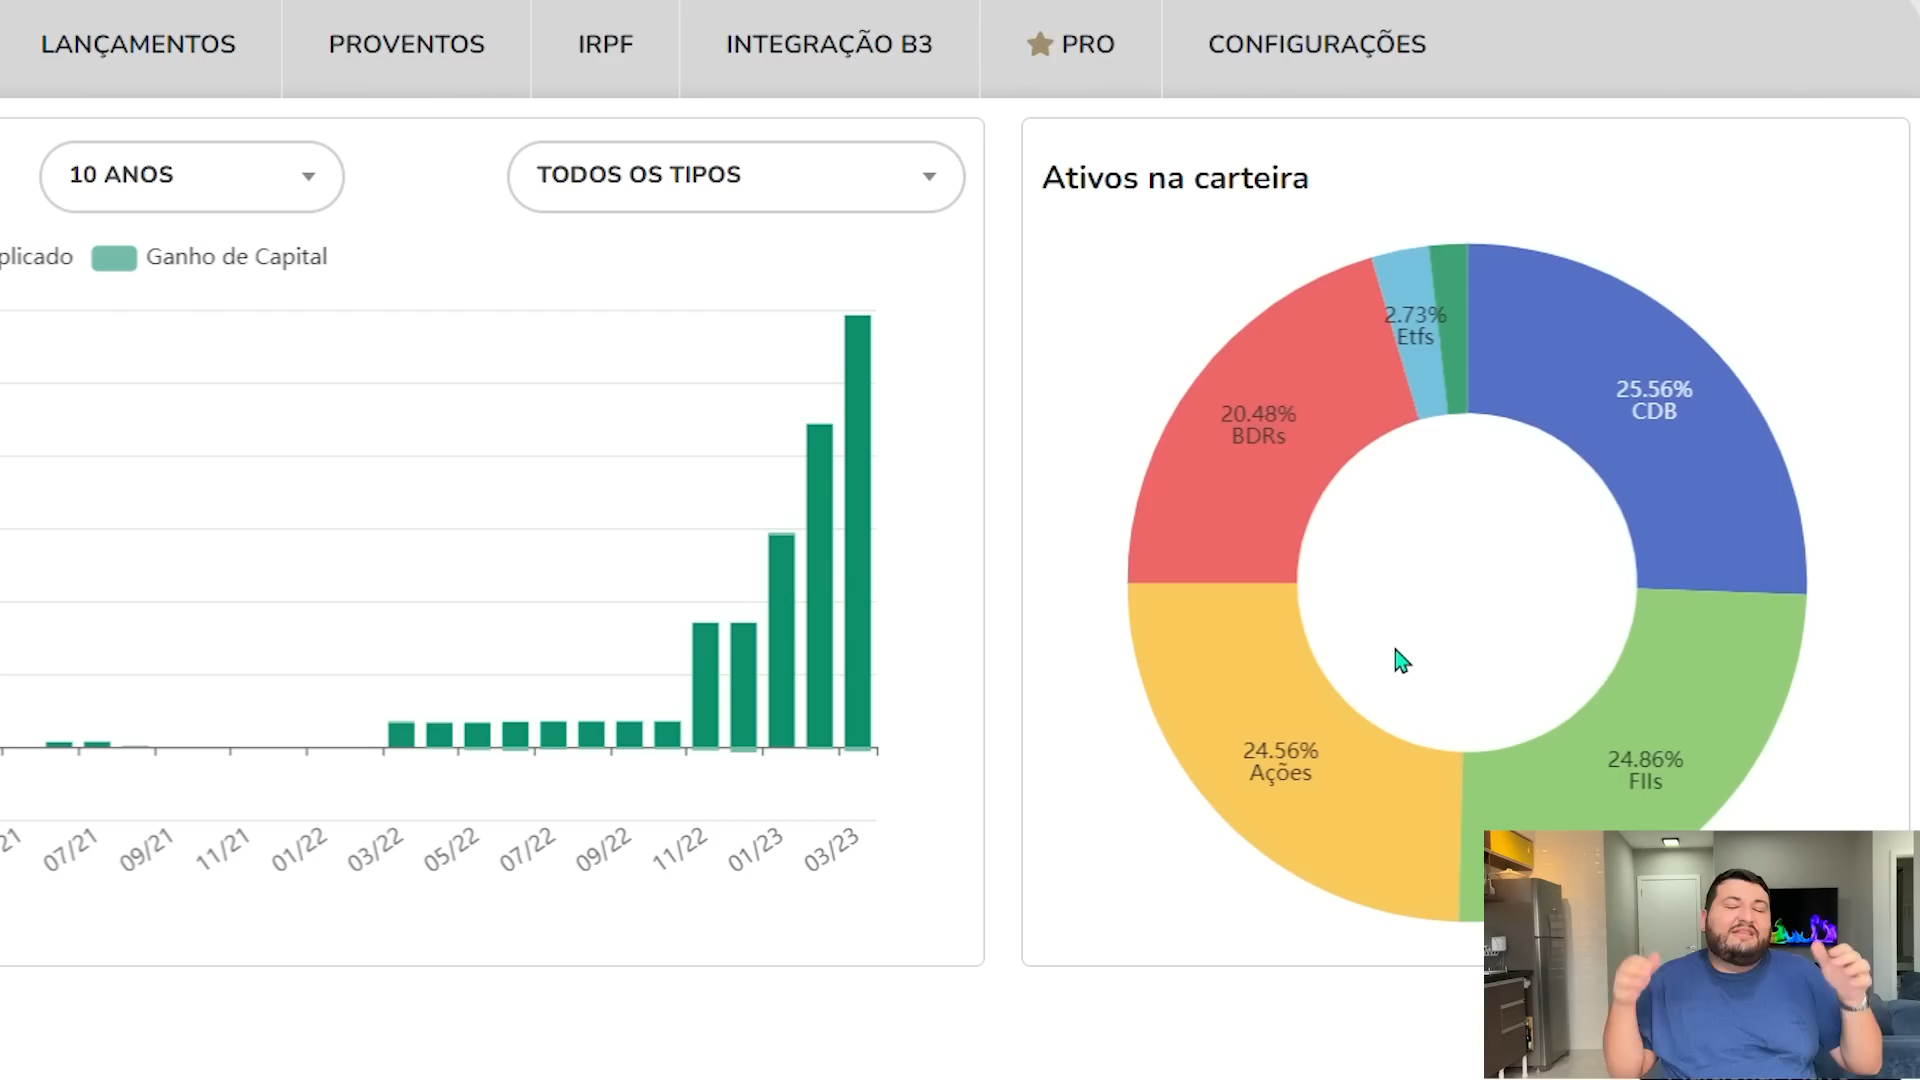 LANÇAMENTOS
PROVENTOS
IRPF
INTEGRAÇÃO B3
PRO
CONFIGURAÇÕES
10 ANOS
TODOS OS TIPOS
plicado
Ganho de Capital
21
07/21
09/21
11/21
01/22
03/22
05/22
07/22
09/22
11/22
01/23
03/23
Ativos na carteira
2.73%
Etfs
25.56%
CDB
20.48%
BDRs
24.56%
Ações
24.86%
FIIs